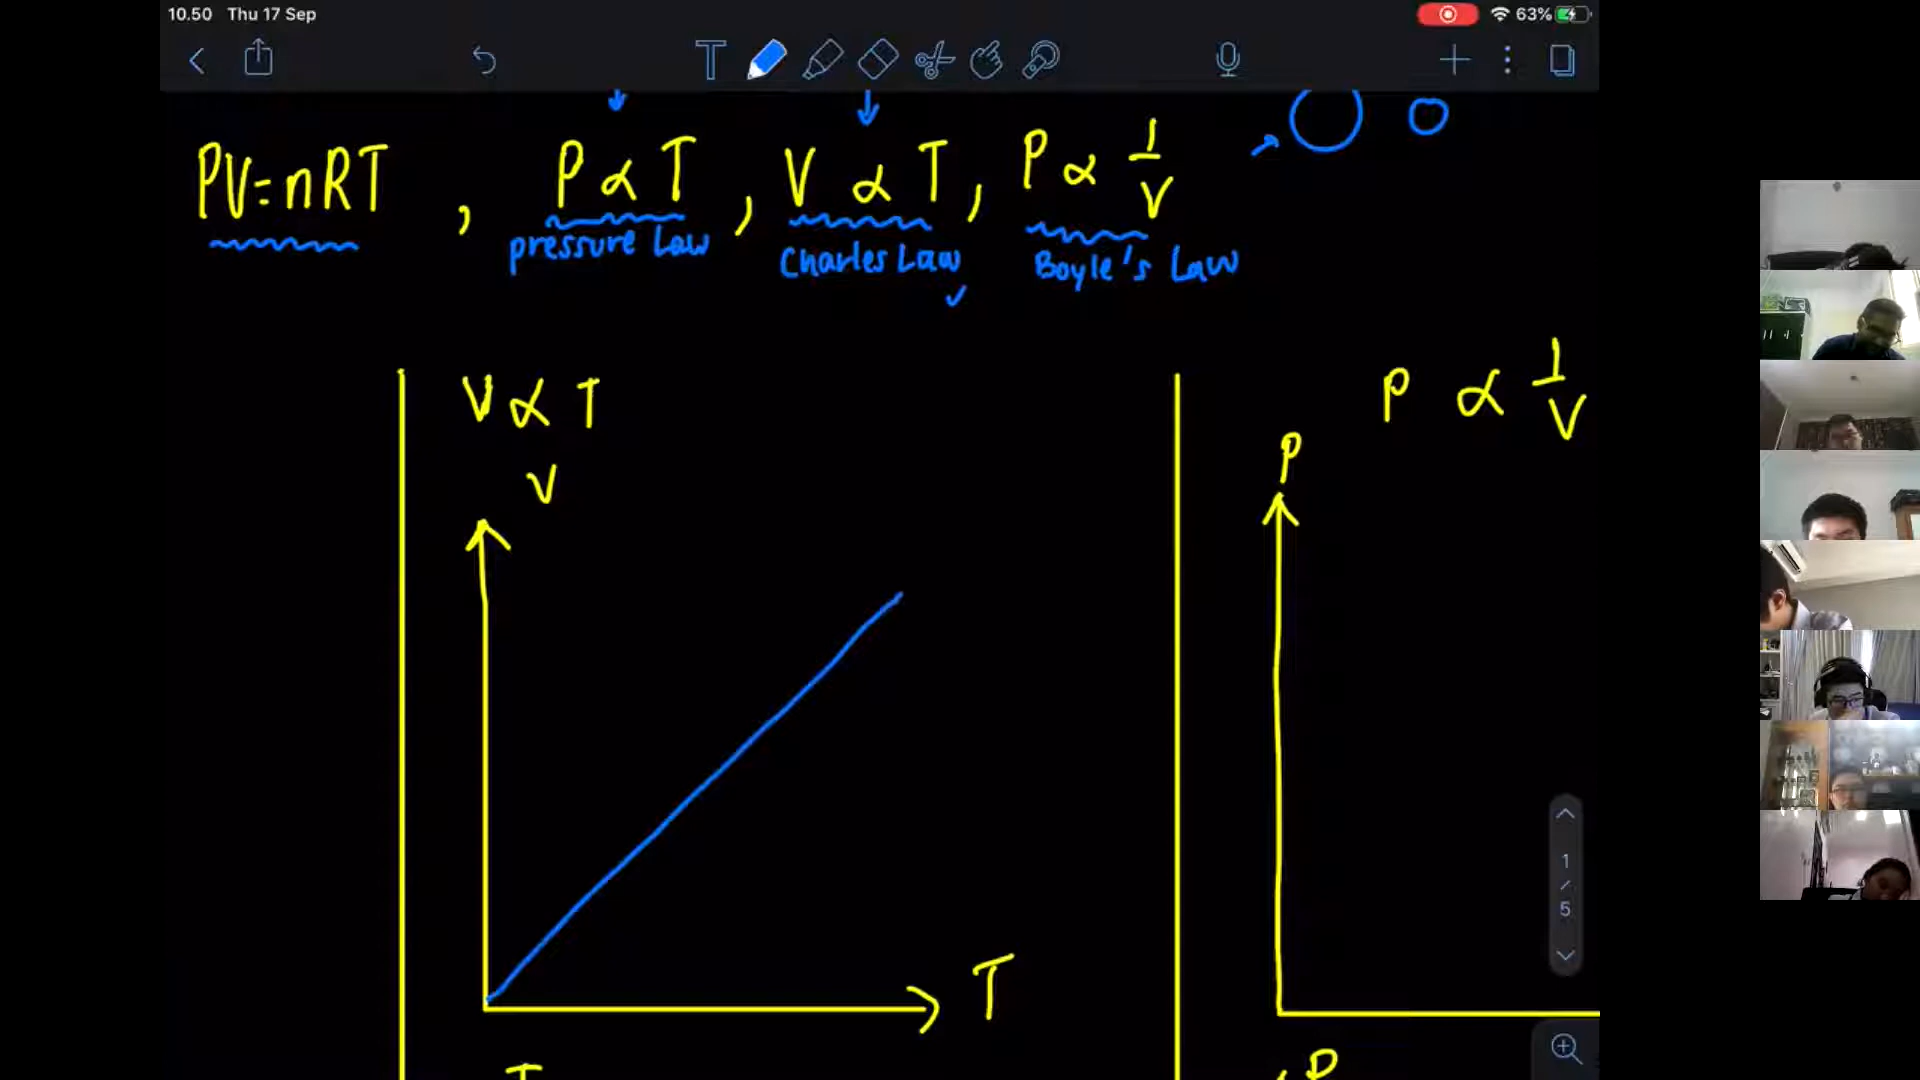 10.50 Thu 17 Sep
63%
T
PV=nRT , P ∝ T , V ∝ T , P ∝ 1/V
pressure Law
Charles Law
Boyle's Law
V ∝ T
V
T
P ∝ 1/V
P
1
/
5
T
P